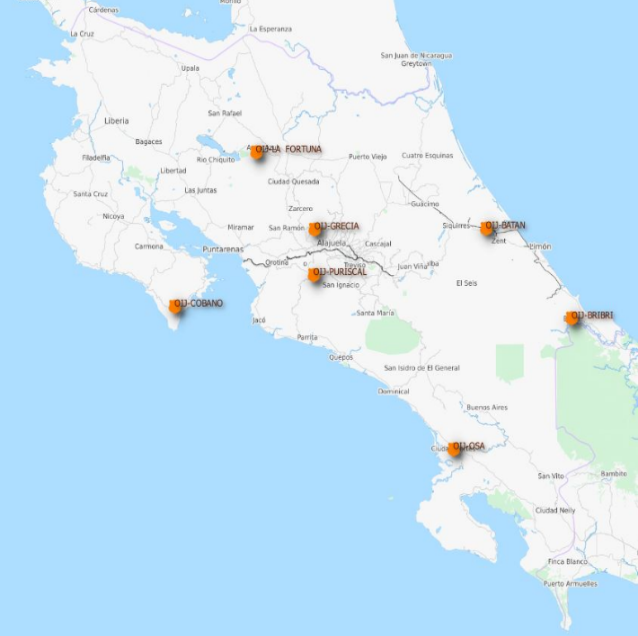 Cárdenas
La Cruz
La Esperanza
San Juan de Nicaragua
Greytown
Upala
San Rafael
Liberia
Bagaces
OIJ-LA FORTUNA
Filadelfia
Río Chiquito
Puerto Viejo
Cuatro Esquinas
Libertad
Ciudad Quesada
Santa Cruz
Las Juntas
Guácimo
Zarcero
Nicoya
Miramar
San Ramón
OIJ-GRECIA
Siquirres
OIJ-BATAN
Zent
Carmona
Puntarenas
Alajuela
Cascajal
Limón
Orotina
Juan Viña
OIJ-PURISCAL
San Ignacio
El Seis
OIJ-COBANO
Jacó
Santa María
OIJ-BRIBRI
Parrita
Quepos
San Isidro de El General
Dominical
Buenos Aires
OIJ-OSA
San Vito
Bambito
Ciudad Neily
Finca Blanco
Puerto Armuelles